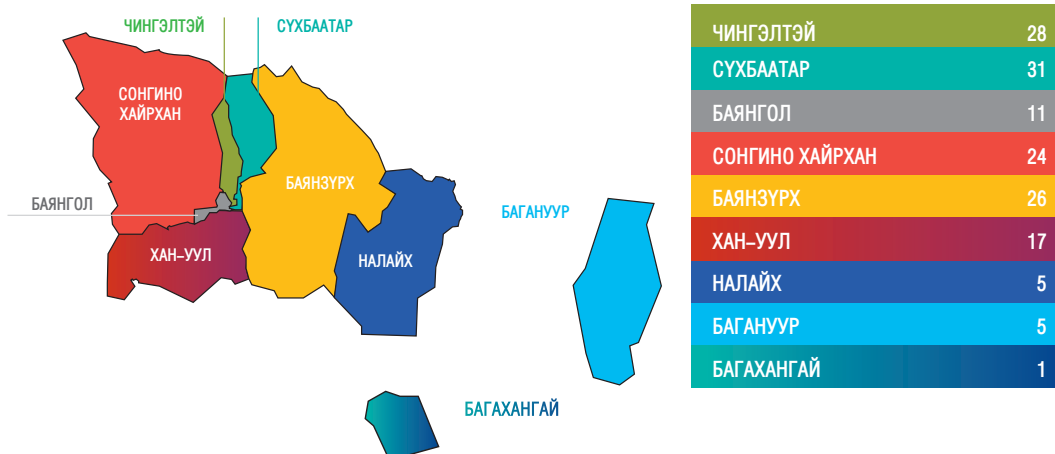 ЧИНГЭЛТЭЙ
СҮХБААТАР
СОНГИНО
ХАЙРХАН
БАЯНЗҮРХ
БАЯНГОЛ
БАГАНУУР
ХАН–УУЛ
НАЛАЙХ
БАГАХАНГАЙ
ЧИНГЭЛТЭЙ 28
СҮХБААТАР 31
БАЯНГОЛ 11
СОНГИНО ХАЙРХАН 24
БАЯНЗҮРХ 26
ХАН–УУЛ 17
НАЛАЙХ 5
БАГАНУУР 5
БАГАХАНГАЙ 1